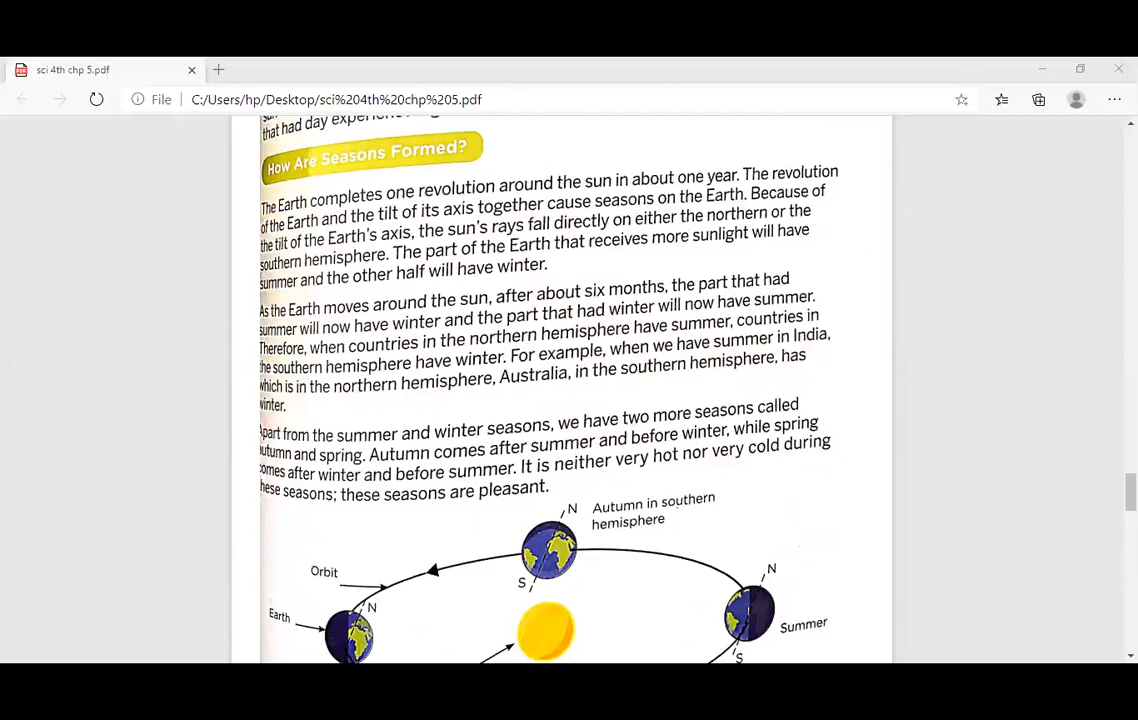 sci 4th chp 5.pdf
File
C:/Users/hp/Desktop/sci%204th%20chp%205.pdf
that had day
How Are Seasons Formed?
The Earth completes one revolution around the sun in about one year. The revolution
of the Earth and the tilt of its axis together cause seasons on the Earth. Because of
the tilt of the Earth's axis, the sun's rays fall directly on either the northern or the
southern hemisphere. The part of the Earth that receives more sunlight will have
summer and the other half will have winter.
As the Earth moves around the sun, after about six months, the part that had
summer will now have winter and the part that had winter will now have summer.
Therefore, when countries in the northern hemisphere have summer, countries in
the southern hemisphere have winter. For example, when we have summer in India,
which is in the northern hemisphere, Australia, in the southern hemisphere, has
winter.
Apart from the summer and winter seasons, we have two more seasons called
autumn and spring. Autumn comes after summer and before winter, while spring
comes after winter and before summer. It is neither very hot nor very cold during
these seasons; these seasons are pleasant.
N
Autumn in southern
hemisphere
S
Orbit
N
Earth
N
Summer
S